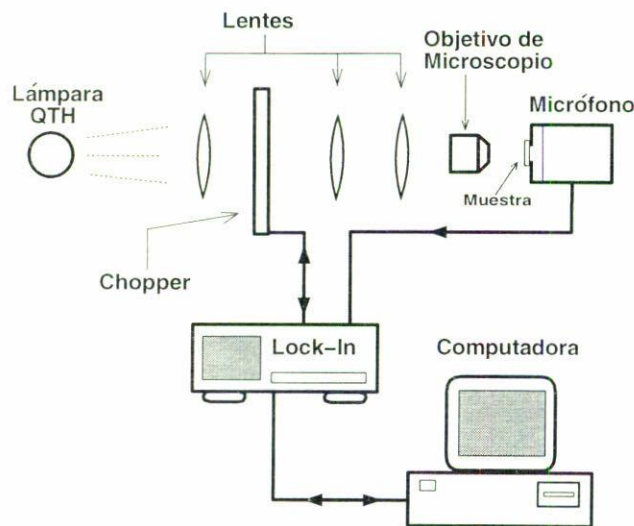 Lentes
Objetivo de
Microscopio
Lámpara
QTH
Micrófono
Muestra
Chopper
Lock-In
Computadora